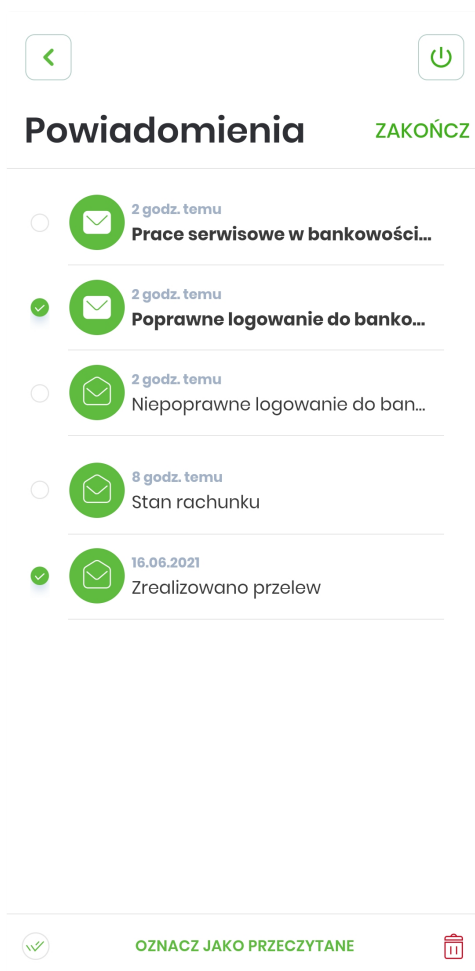 Powiadomienia
ZAKOŃCZ
2 godz. temu
Prace serwisowe w bankowości...
2 godz. temu
Poprawne logowanie do banko...
2 godz. temu
Niepoprawne logowanie do ban...
8 godz. temu
Stan rachunku
16.06.2021
Zrealizowano przelew
OZNACZ JAKO PRZECZYTANE